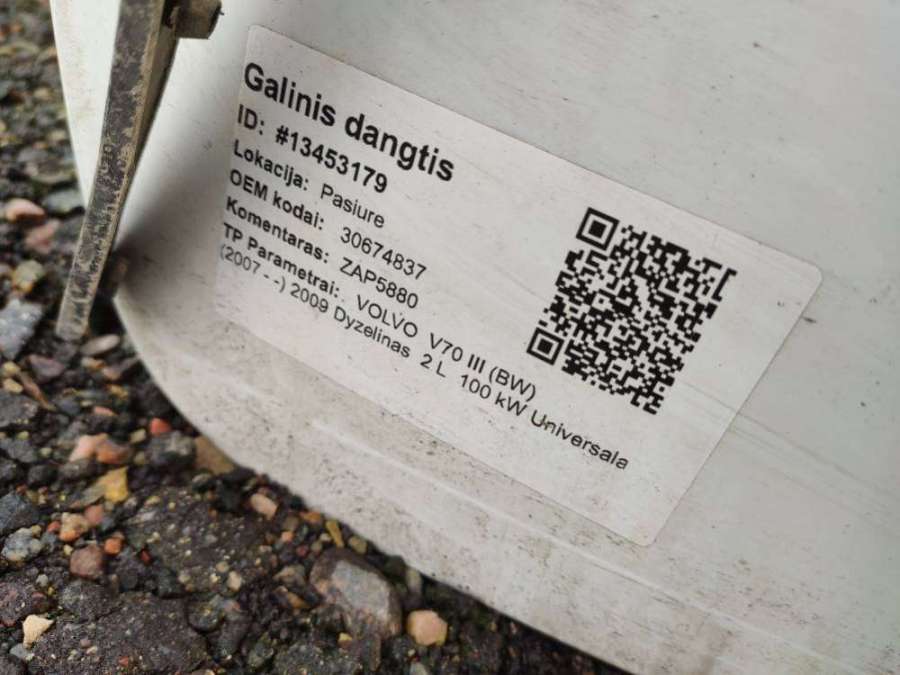 Galinis dangtis
ID: #13453179
Lokacija: Pasiure
OEM kodai: 30674837
Komentaras: ZAP5880
TP Parametrai: VOLVO V70 III (BW)
(2007 - -) 2009 Dyzelinas 2 L 100 kW Universala